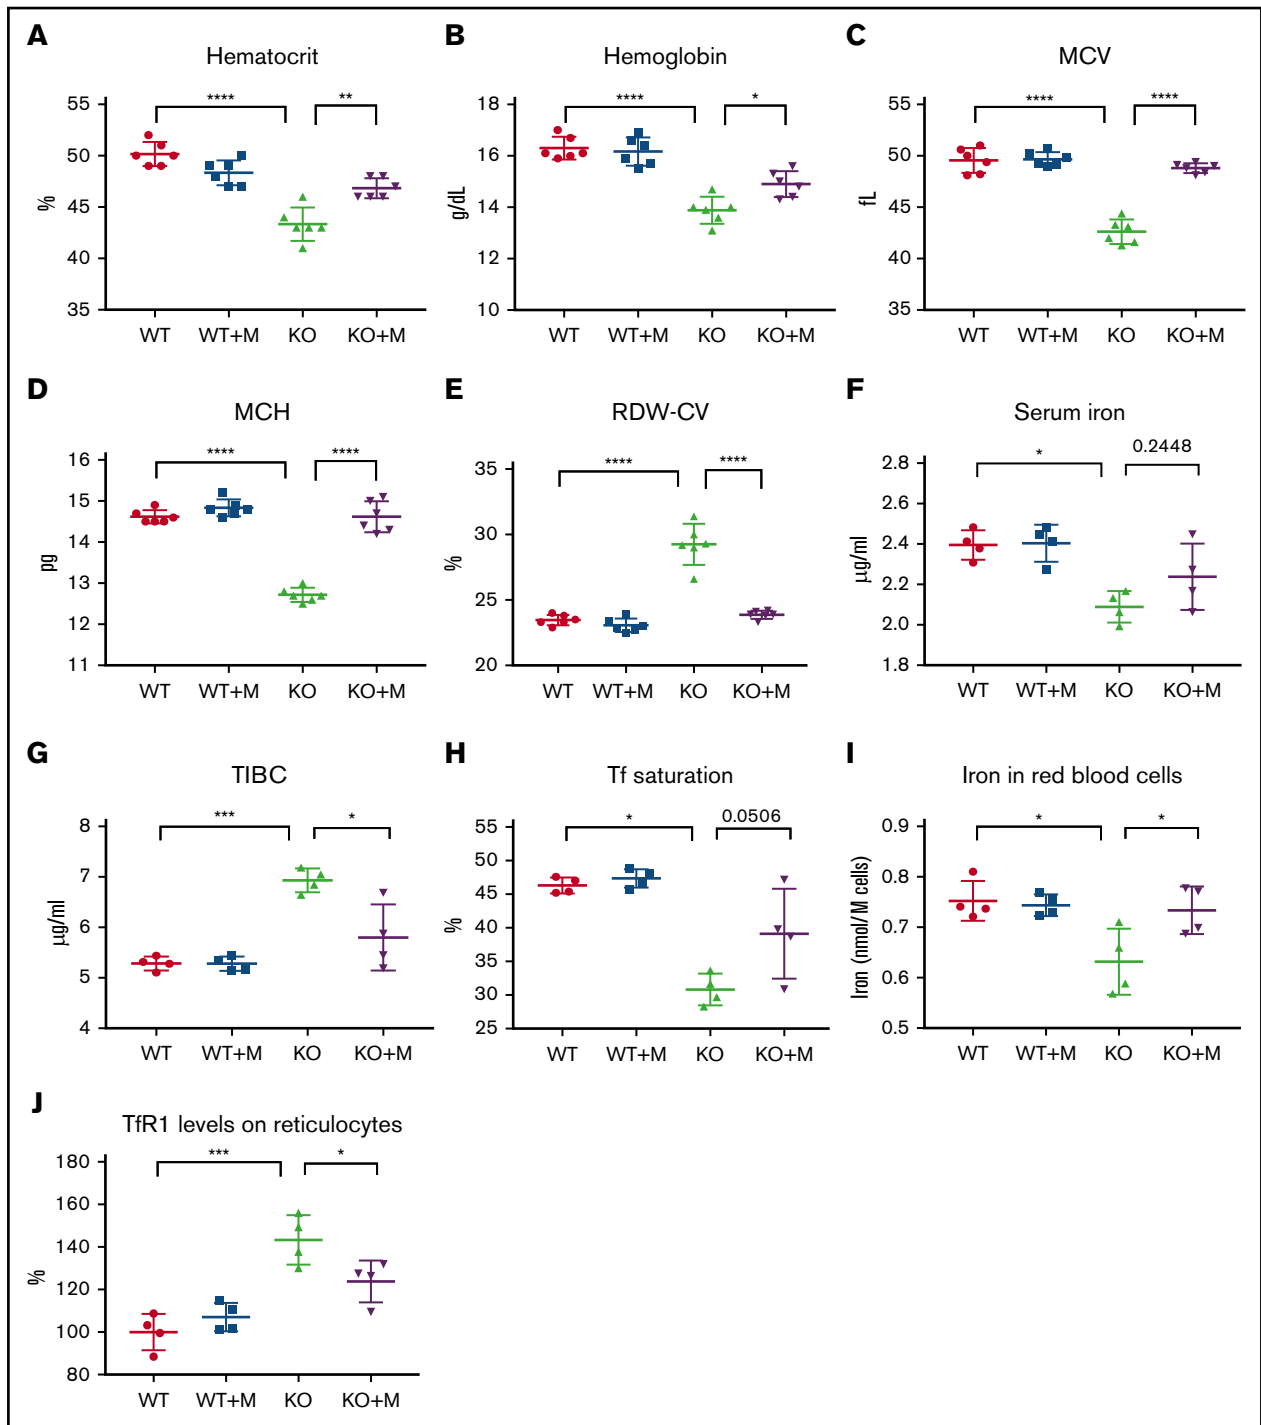 A
Hematocrit
%
55
50
45
40
35
****
**
WT
WT+M
KO
KO+M
B
Hemoglobin
g/dL
18
16
14
12
10
****
*
WT
WT+M
KO
KO+M
C
MCV
fL
55
50
45
40
35
****
****
WT
WT+M
KO
KO+M
D
MCH
pg
16
15
14
13
12
11
****
****
WT
WT+M
KO
KO+M
E
RDW-CV
%
35
30
25
20
****
****
WT
WT+M
KO
KO+M
F
Serum iron
µg/ml
2.8
2.6
2.4
2.2
2.0
1.8
*
0.2448
WT
WT+M
KO
KO+M
G
TIBC
µg/ml
8
7
6
5
4
***
*
WT
WT+M
KO
KO+M
H
Tf saturation
%
55
50
45
40
35
30
25
*
0.0506
WT
WT+M
KO
KO+M
I
Iron in red blood cells
Iron (nmol/M cells)
0.9
0.8
0.7
0.6
0.5
*
*
WT
WT+M
KO
KO+M
J
TfR1 levels on reticulocytes
%
180
160
140
120
100
80
***
*
WT
WT+M
KO
KO+M